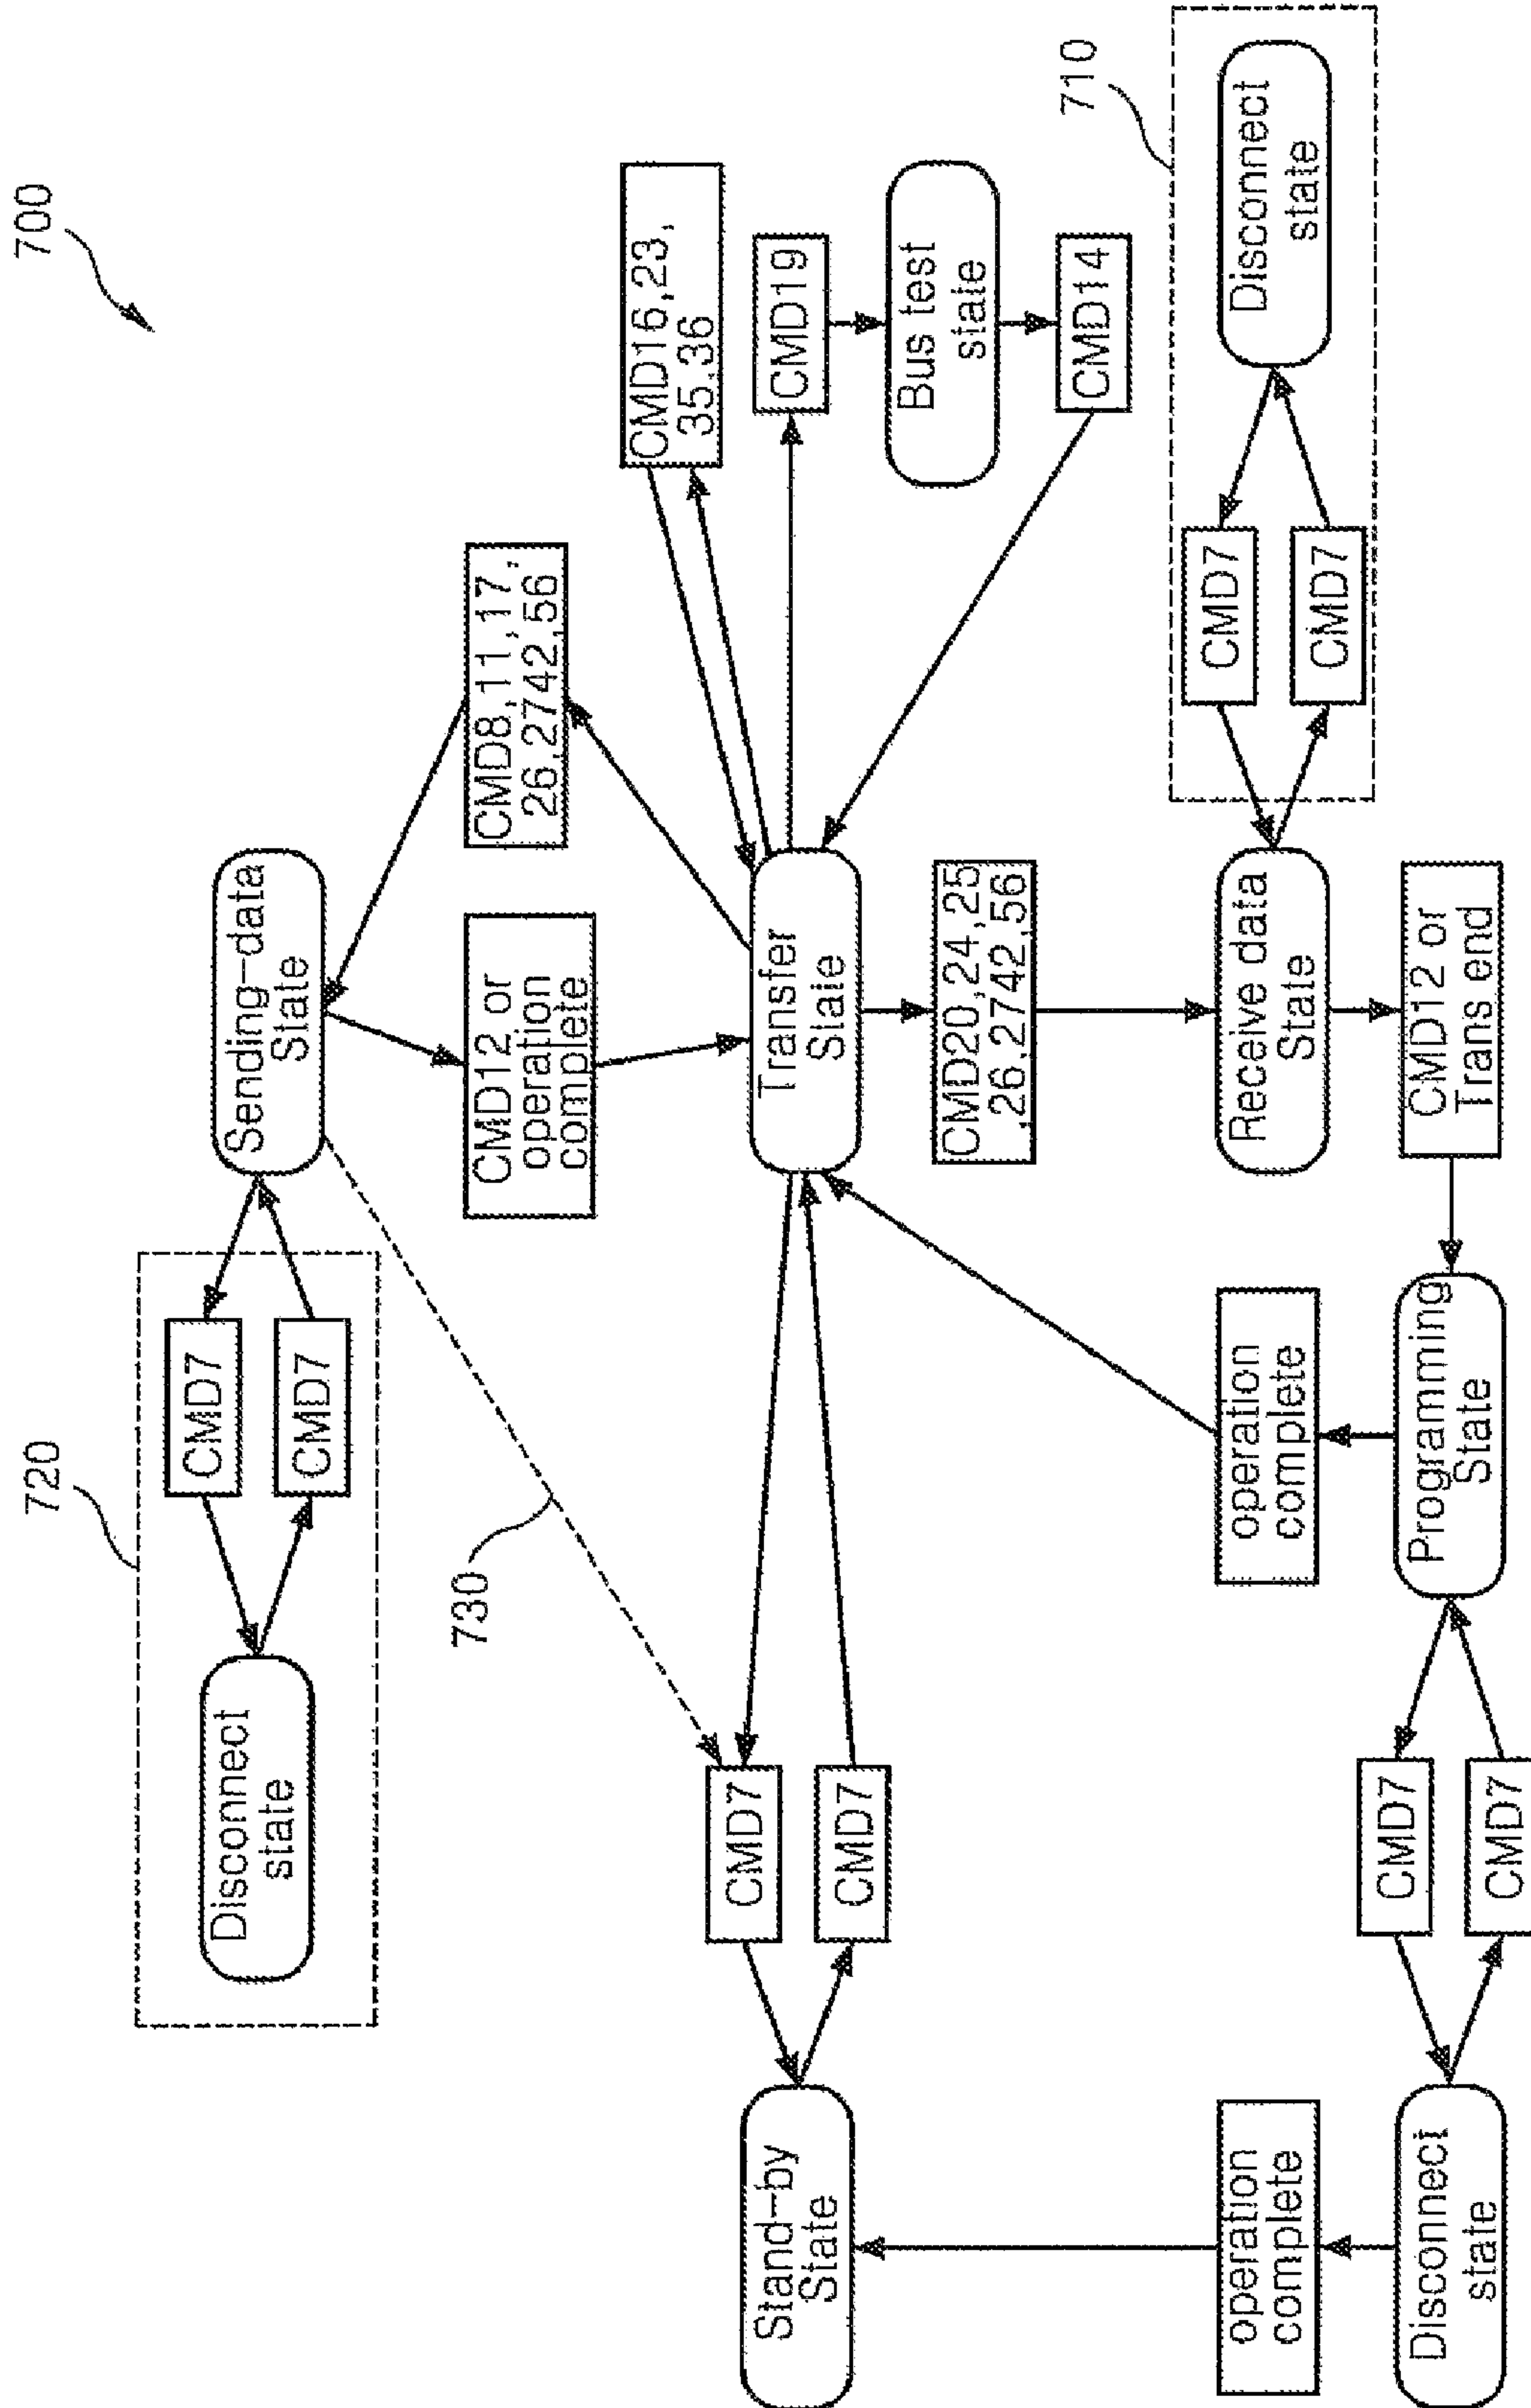 700
720
Disconnect
state
CMD7
CMD7
Sending-data
State
730
CMD12 or
operation
complete
CMD8,11,17,
26.2742,56
CMD16,23,
35.36
Stand-by
State
CMD7
CMD7
Transfer
State
CMD19
Bus test
state
CMD14
CMD20,24,25
,26.2742,56
710
operation
complete
operation
complete
Receive data
State
CMD7
CMD7
Disconnect
state
CMD12 or
Trans end
Disconnect
state
CMD7
CMD7
Programming
State